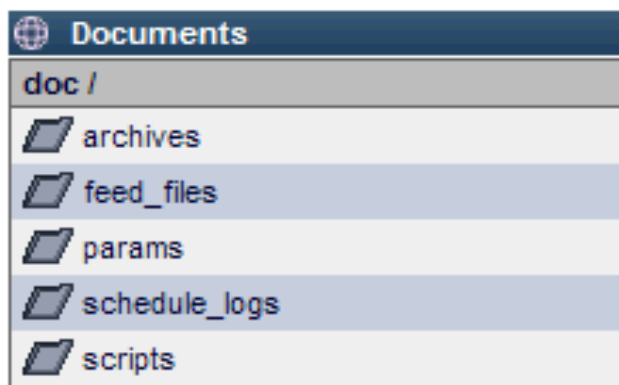 Documents
doc /
archives
feed_files
params
schedule_logs
scripts